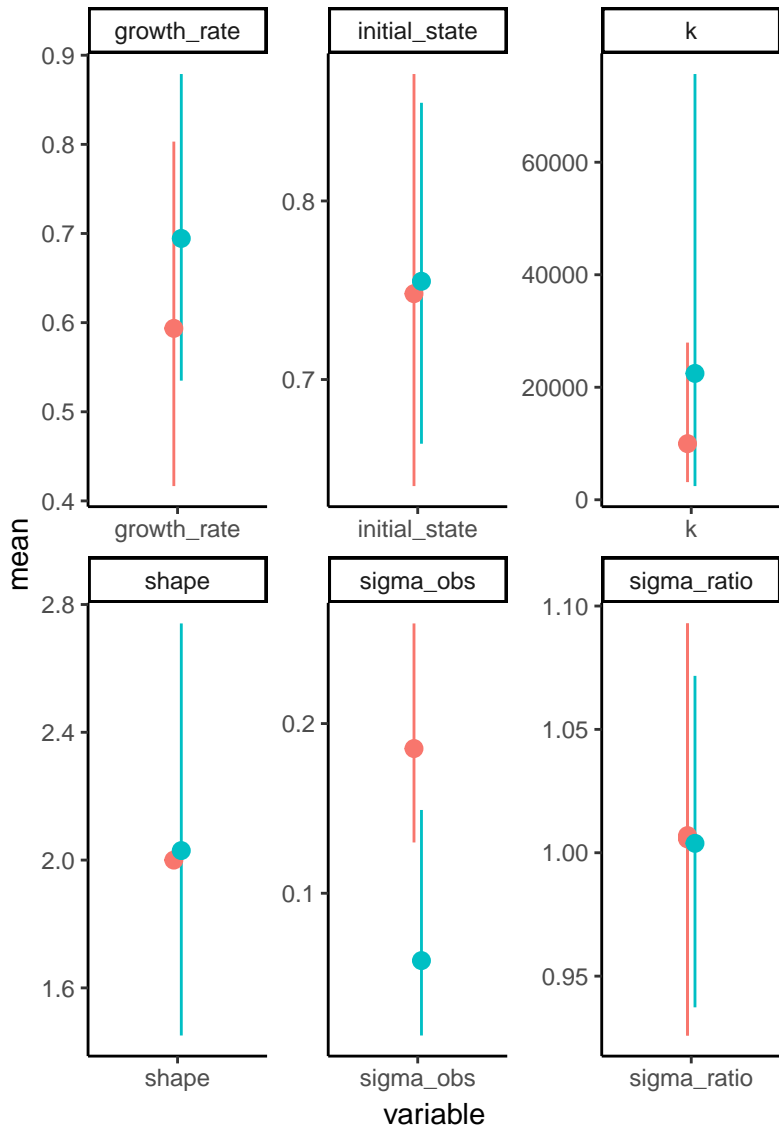 growth_rate
initial_state
k
0.9
0.8
0.7
0.6
0.5
0.4
0.8
0.7
60000
40000
20000
0
growth_rate
initial_state
k
mean
shape
sigma_obs
sigma_ratio
2.8
2.4
2.0
1.6
0.2
0.1
1.10
1.05
1.00
0.95
shape
sigma_obs
sigma_ratio
variable